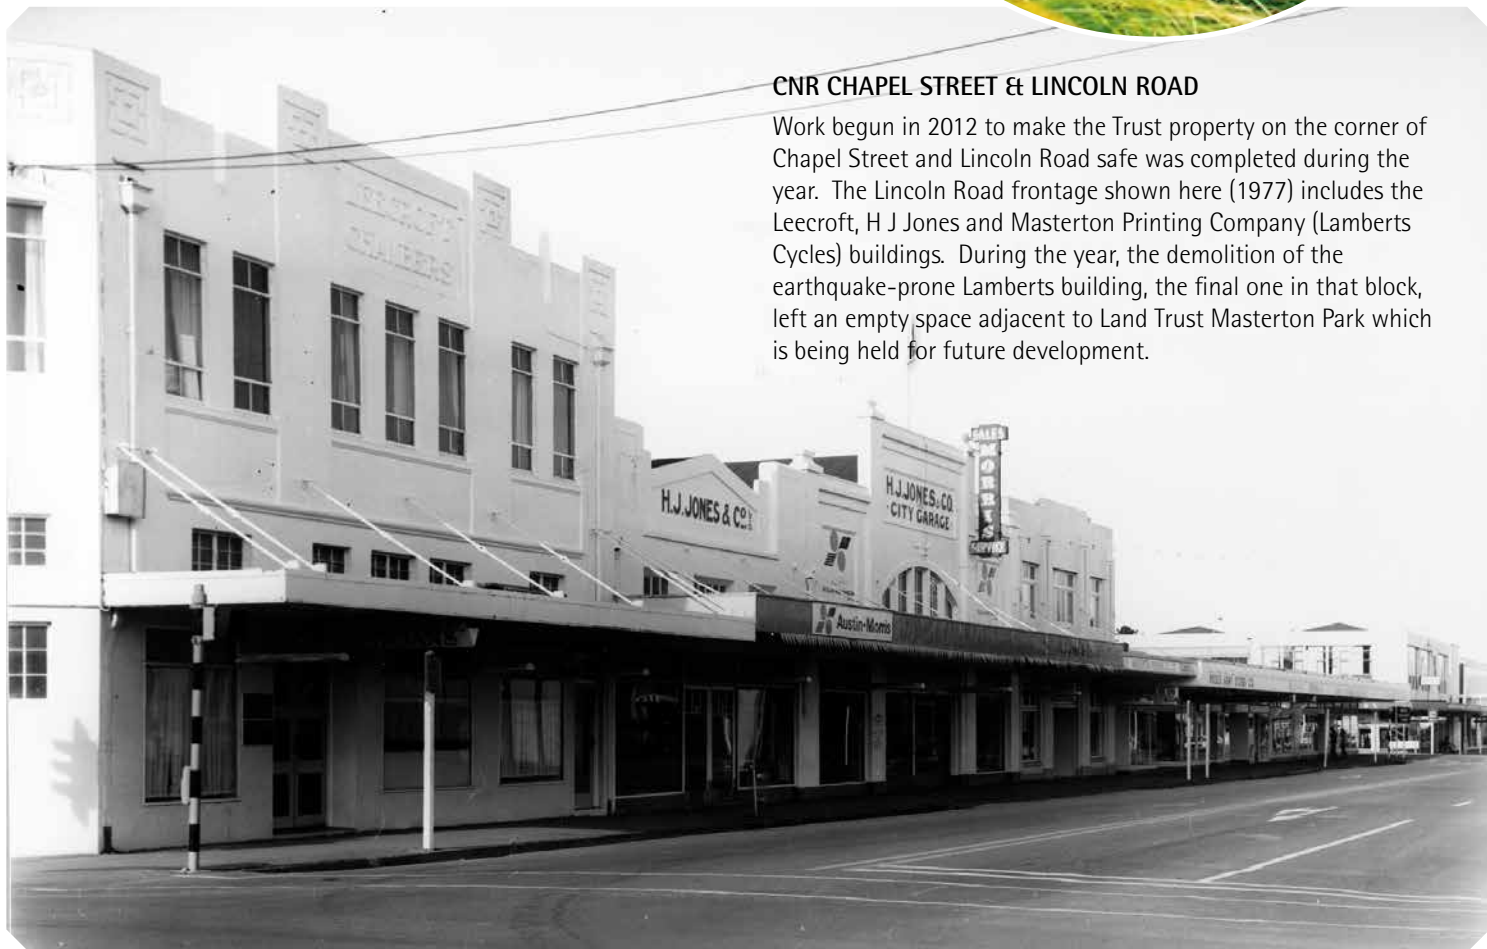 CNR CHAPEL STREET & LINCOLN ROAD
Work begun in 2012 to make the Trust property on the corner of
Chapel Street and Lincoln Road safe was completed during the
year. The Lincoln Road frontage shown here (1977) includes the
Leecroft, H J Jones and Masterton Printing Company (Lamberts
Cycles) buildings. During the year, the demolition of the
earthquake-prone Lamberts building, the final one in that block,
left an empty space adjacent to Land Trust Masterton Park which
is being held for future development.
CHAMBERS
H.J.JONES & Co
H.J.JONES & CO.
CITY GARAGE
SALES
MORRIS
SERVICE
Austin-Morris